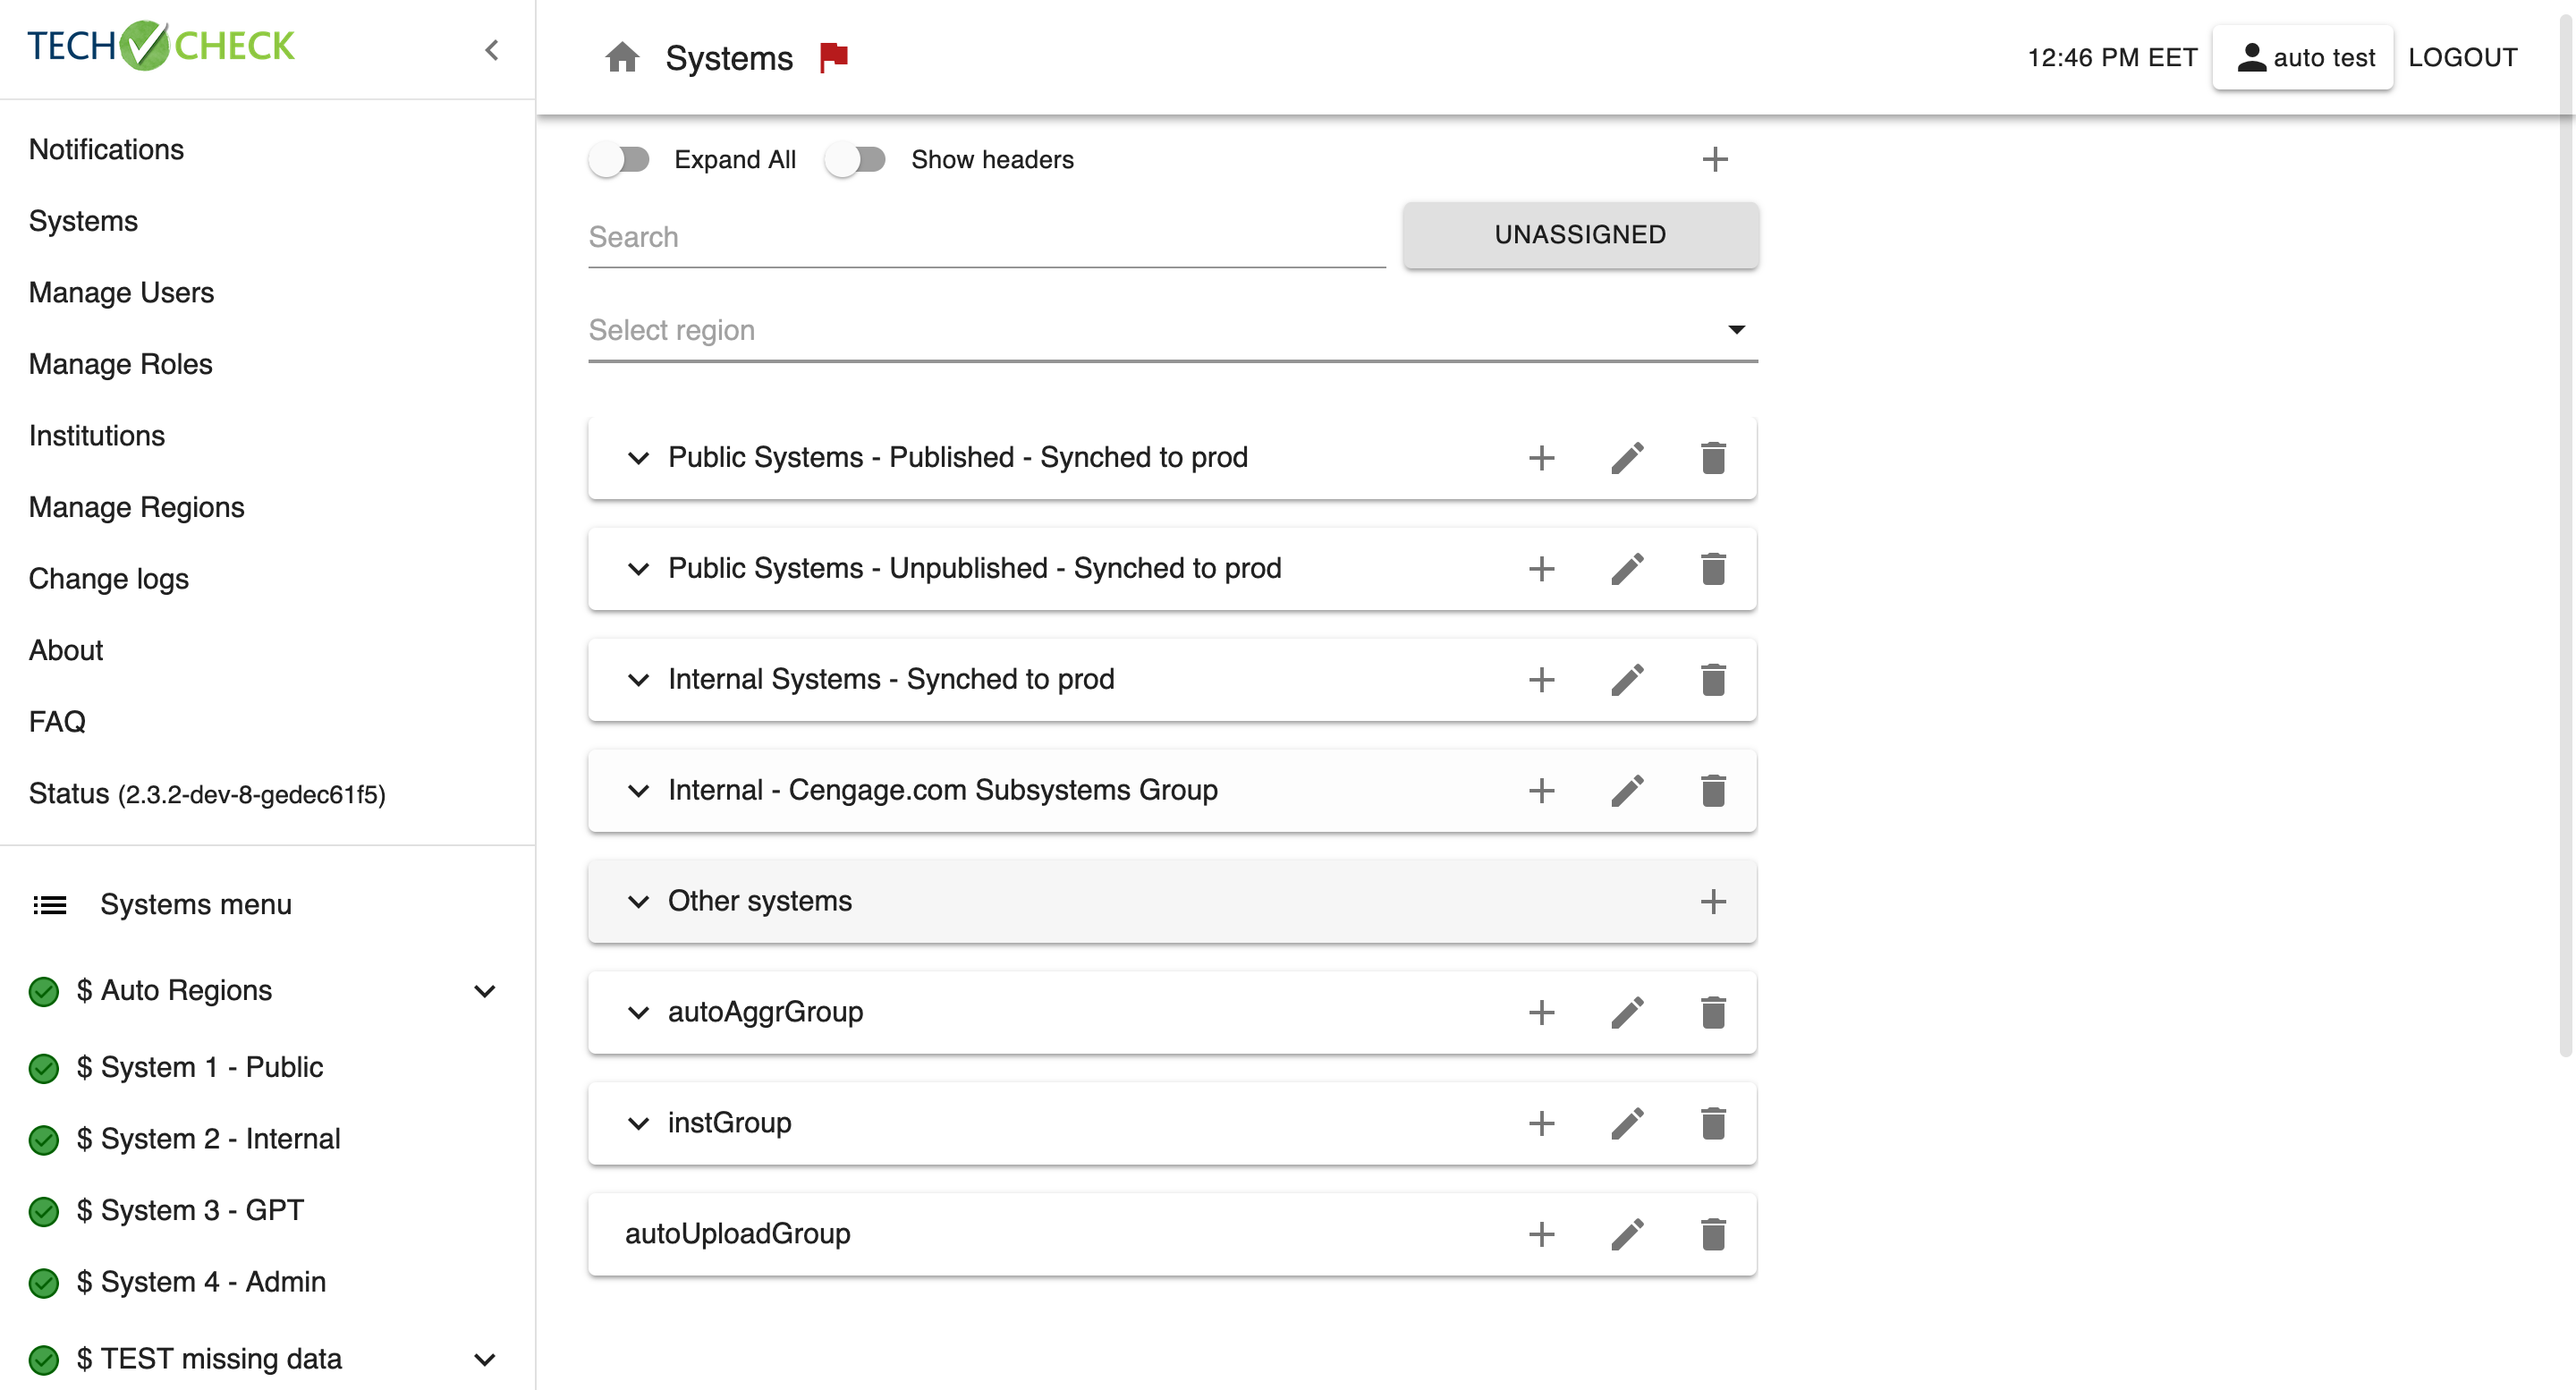 TECH CHECK
Notifications
Systems
Manage Users
Manage Roles
Institutions
Manage Regions
Change logs
About
FAQ
Status (2.3.2-dev-8-gedec61f5)
Systems menu
$ Auto Regions
$ System 1 - Public
$ System 2 - Internal
$ System 3 - GPT
$ System 4 - Admin
$ TEST missing data
Systems
12:46 PM EET
auto test
LOGOUT
Expand All
Show headers
Search
UNASSIGNED
Select region
Public Systems - Published - Synched to prod
Public Systems - Unpublished - Synched to prod
Internal Systems - Synched to prod
Internal - Cengage.com Subsystems Group
Other systems
autoAggrGroup
instGroup
autoUploadGroup